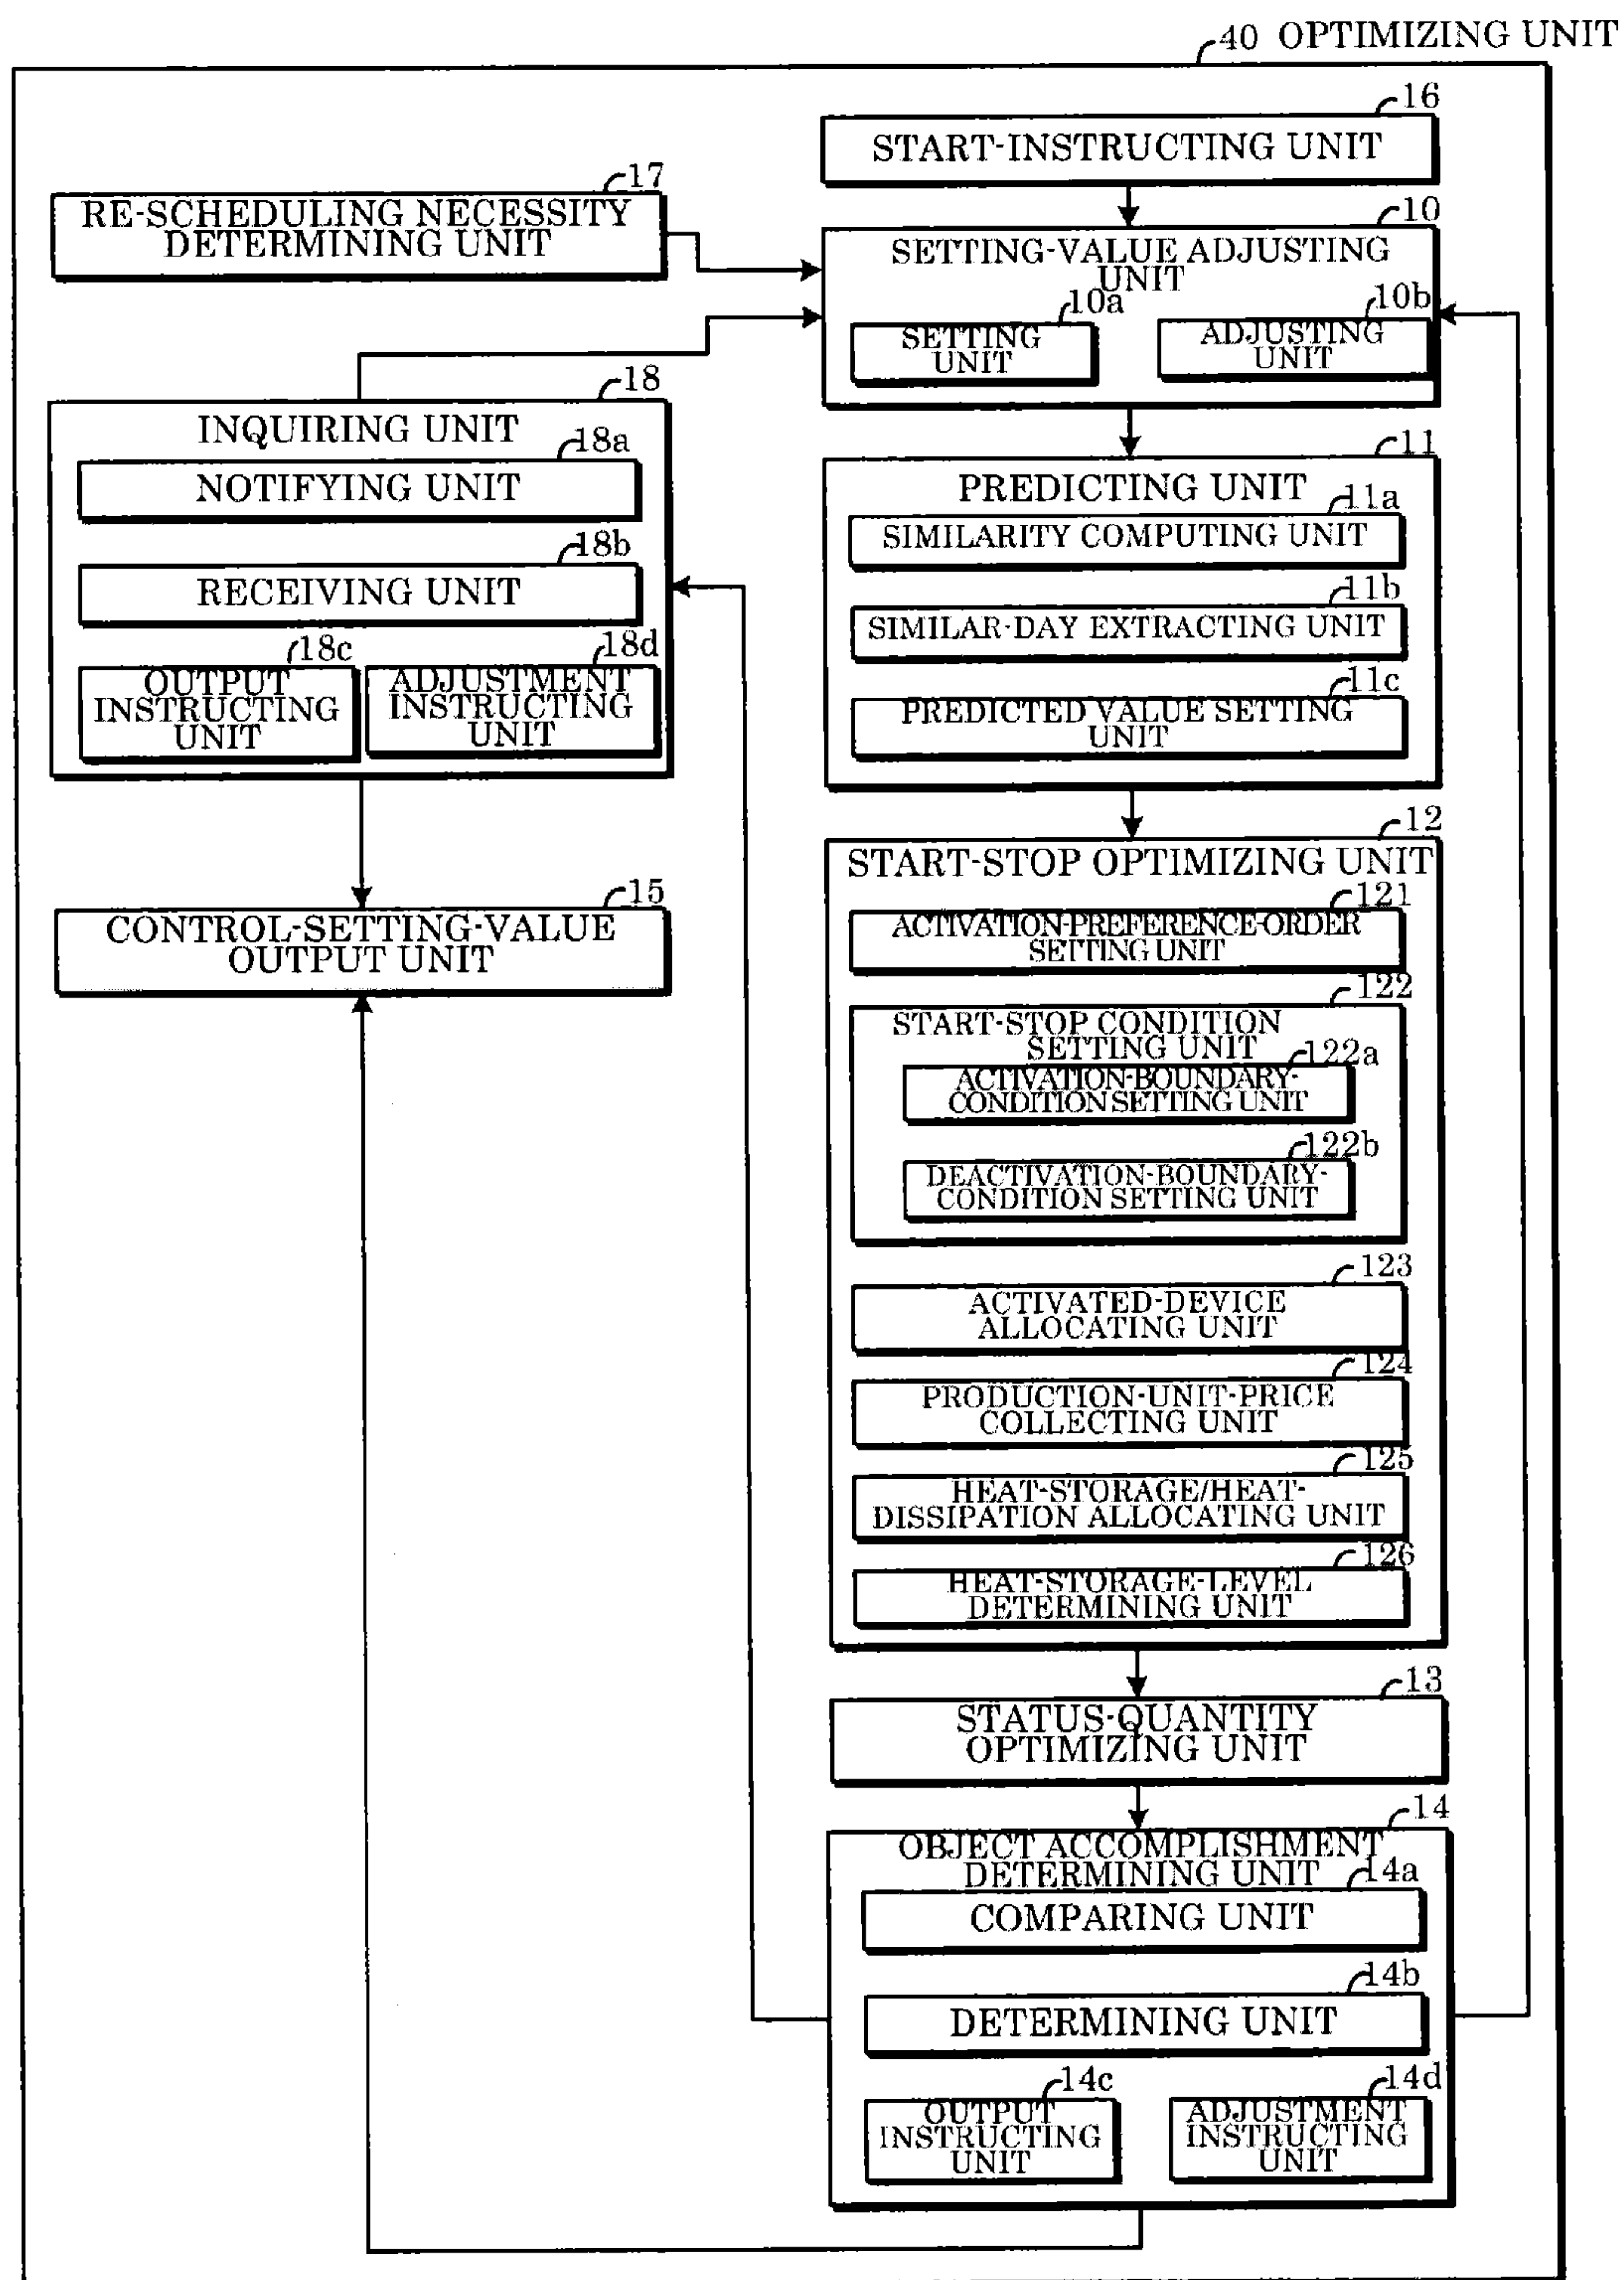 40 OPTIMIZING UNIT
16
START-INSTRUCTING UNIT
17
RE-SCHEDULING NECESSITY
DETERMINING UNIT
10
SETTING-VALUE ADJUSTING
UNIT
10a
SETTING
UNIT
10b
ADJUSTING
UNIT
18
INQUIRING UNIT
18a
NOTIFYING UNIT
18b
RECEIVING UNIT
18c
OUTPUT
INSTRUCTING
UNIT
18d
ADJUSTMENT
INSTRUCTING
UNIT
11
PREDICTING UNIT
11a
SIMILARITY COMPUTING UNIT
11b
SIMILAR-DAY EXTRACTING UNIT
11c
PREDICTED VALUE SETTING
UNIT
15
CONTROL-SETTING-VALUE
OUTPUT UNIT
12
START-STOP OPTIMIZING UNIT
121
ACTIVATION-PREFERENCE-ORDER
SETTING UNIT
122
START-STOP CONDITION
SETTING UNIT
122a
ACTIVATION-BOUNDARY-
CONDITION SETTING UNIT
122b
DEACTIVATION-BOUNDARY-
CONDITION SETTING UNIT
123
ACTIVATED-DEVICE
ALLOCATING UNIT
124
PRODUCTION-UNIT-PRICE
COLLECTING UNIT
125
HEAT-STORAGE/HEAT-
DISSIPATION ALLOCATING UNIT
126
HEAT-STORAGE-LEVEL
DETERMINING UNIT
13
STATUS-QUANTITY
OPTIMIZING UNIT
14
OBJECT ACCOMPLISHMENT
DETERMINING UNIT
14a
COMPARING UNIT
14b
DETERMINING UNIT
14c
OUTPUT
INSTRUCTING
UNIT
14d
ADJUSTMENT
INSTRUCTING
UNIT